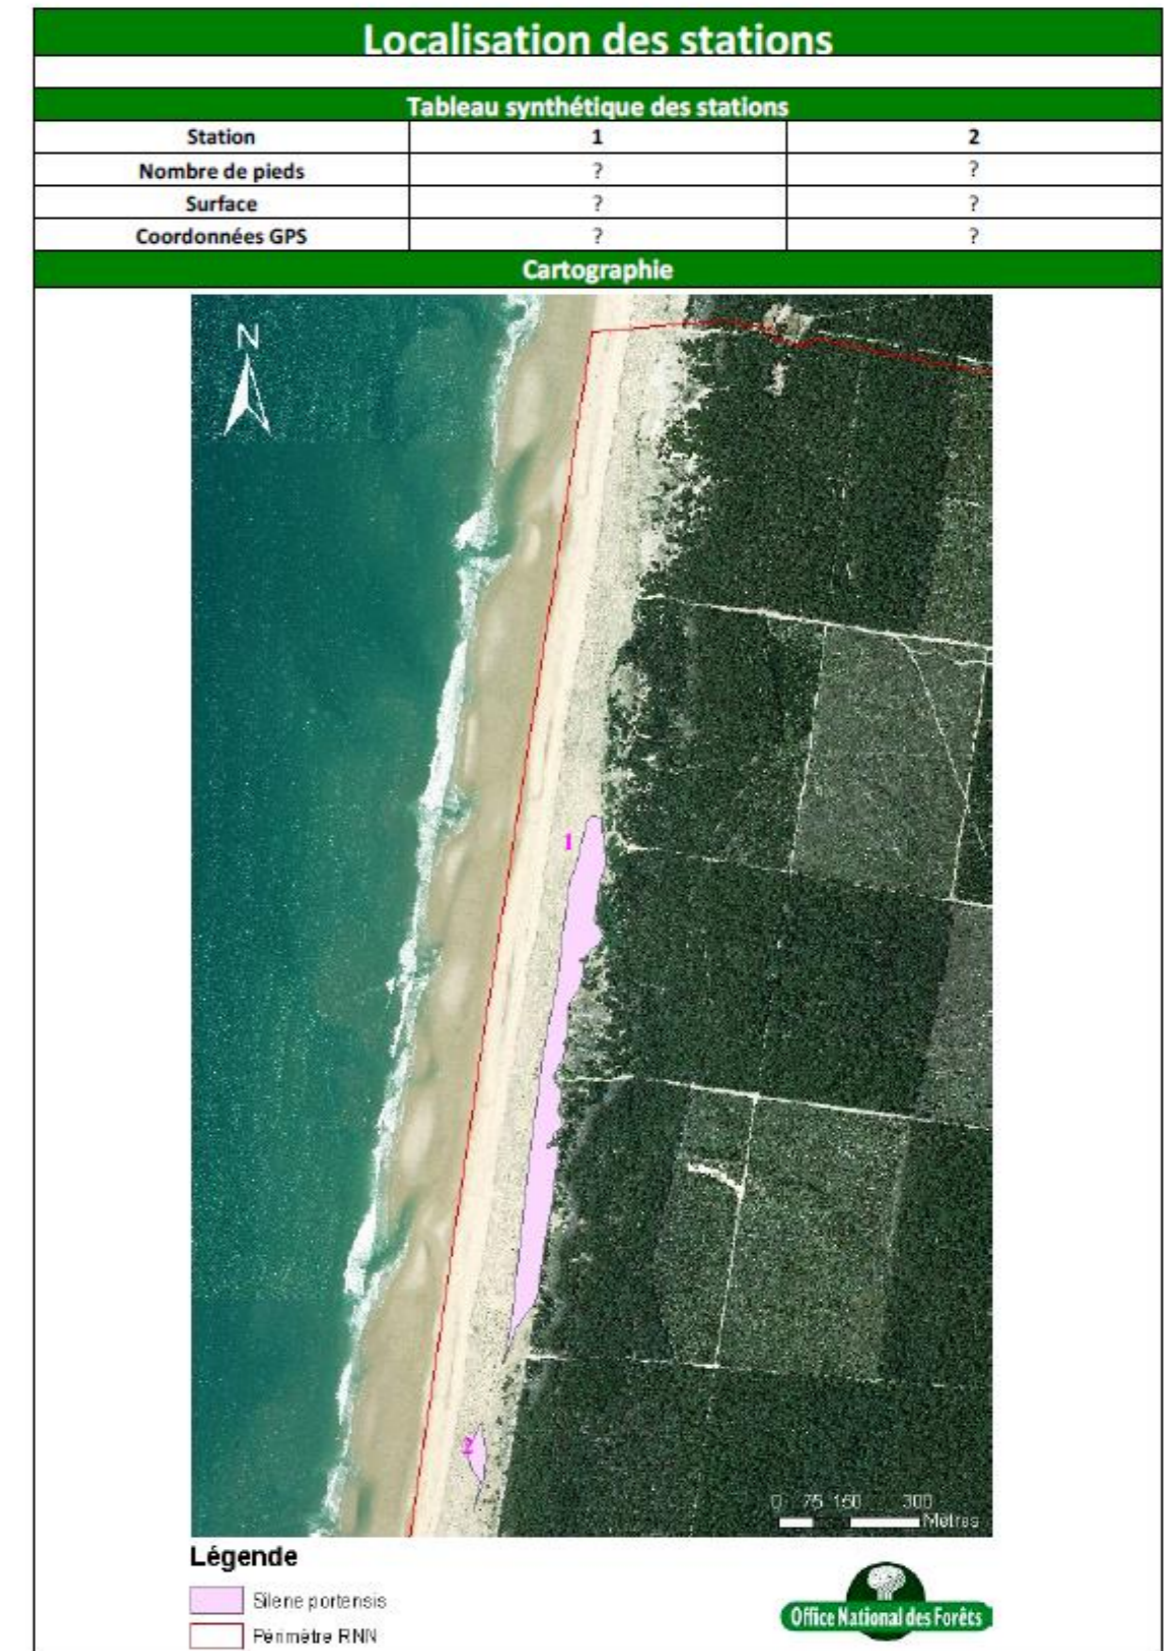 Localisation des stations
Tableau synthétique des stations
Station 1 2
Nombre de pieds ? ?
Surface ? ?
Coordonnées GPS ? ?
Cartographie
N
1
2
0 75 150 300
Mètres
Légende
Silene portensis
Périmètre RNN
Office National des Forêts